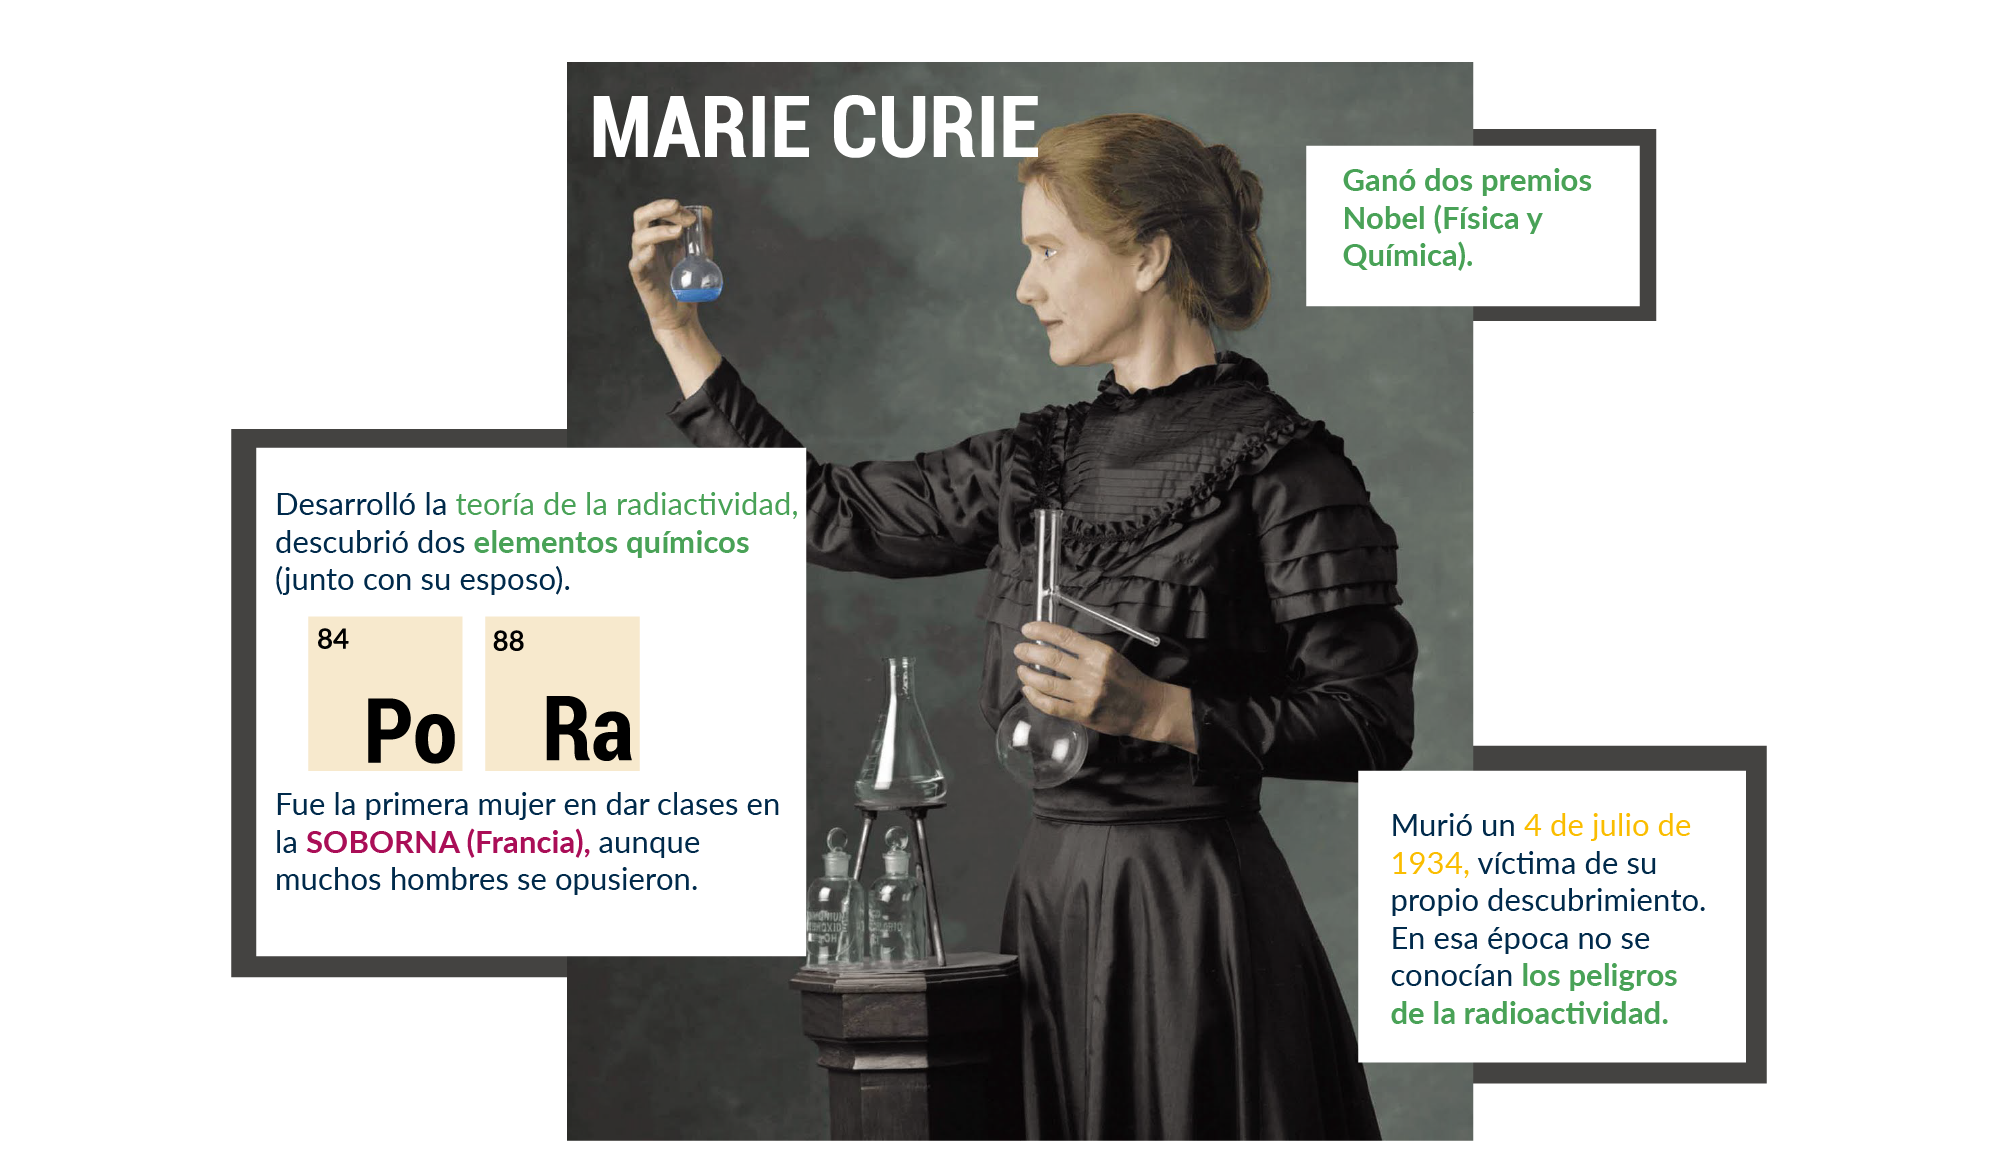 MARIE CURIE
Ganó dos premios
Nobel (Física y
Química).
Desarrolló la teoría de la radiactividad,
descubrió dos elementos químicos
(junto con su esposo).
84
Po
88
Ra
Fue la primera mujer en dar clases en
la SOBORNA (Francia), aunque
muchos hombres se opusieron.
Murió un 4 de julio de
1934, víctima de su
propio descubrimiento.
En esa época no se
conocían los peligros
de la radioactividad.